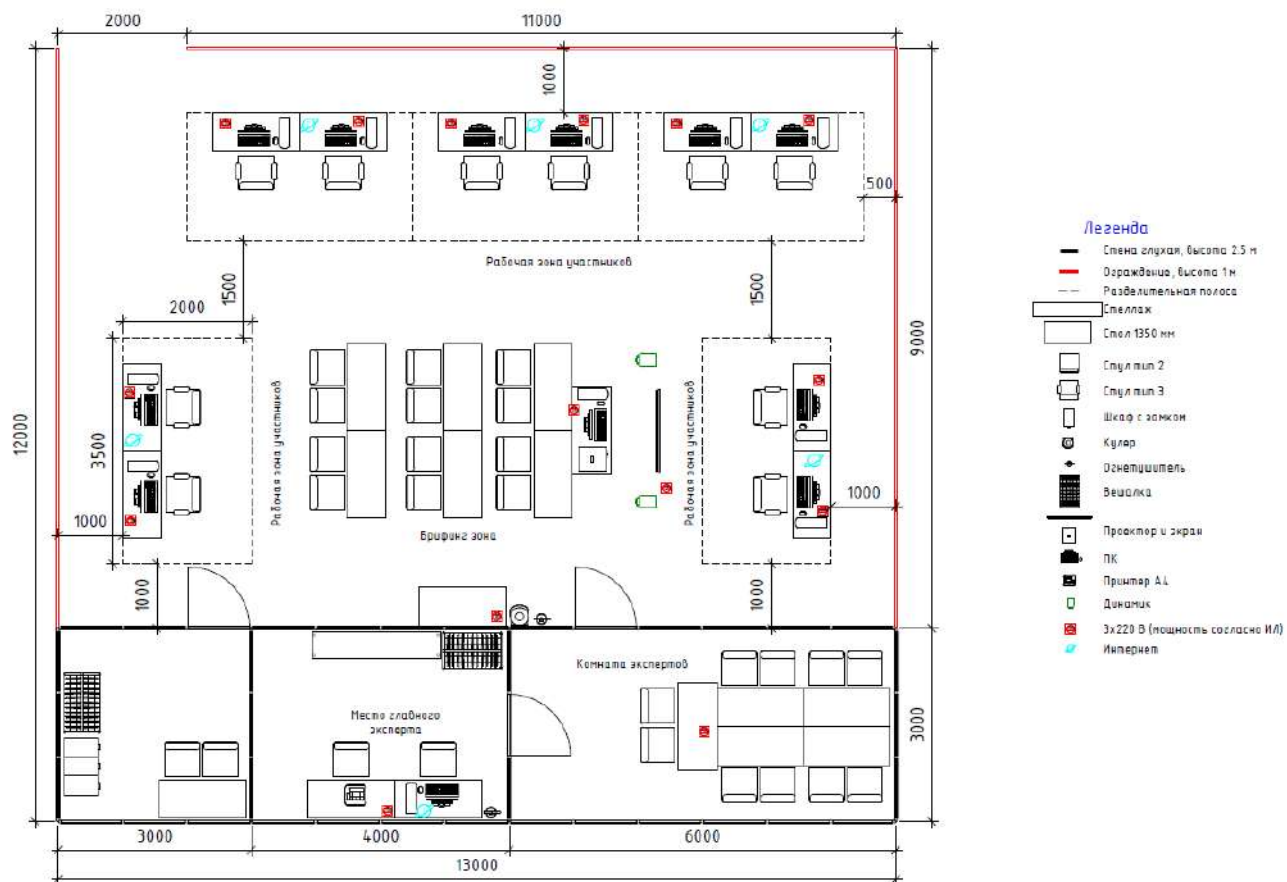 2000
11000
1000
500
Рабочая зона участников
1500
1500
2000
9000
12000
3500
Рабочая зона участников
Рабочая зона участников
1000
1000
Брифинг зона
1000
1000
Комната экспертов
Место главного
эксперта
3000
3000
4000
6000
13000
Легенда
Стена глухая, высота 2.5 м
Ограждение, высота 1 м
Разделительная полоса
Стеллаж
Стол 1350 мм
Стул тип 2
Стул тип 3
Шкаф с замком
Кулер
Огнетушитель
Вешалка
Проектор и экран
ПК
Принтер А4
Динамик
3х220 В (мощность согласно ИЛ)
Интернет